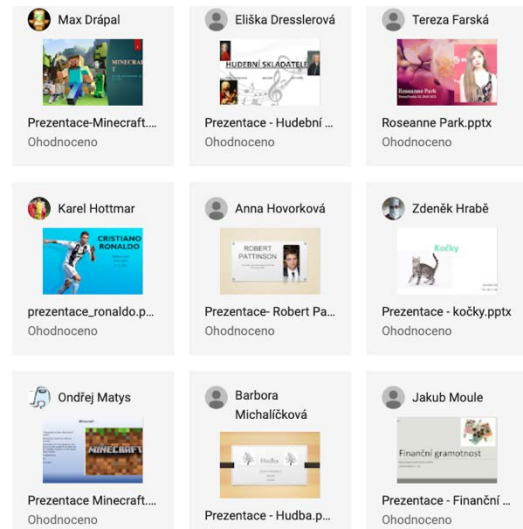 Max Drápal
MINECRAF
T
Prezentace-Minecraft....
Ohodnoceno
Eliška Dresslerová
HUDEBNÍ SKLADATELÉ
Prezentace - Hudební ...
Ohodnoceno
Tereza Farská
Roseanne Park
Roseanne Park.pptx
Ohodnoceno
Karel Hottmar
CRISTIANO
RONALDO
prezentace_ronaldo.p...
Ohodnoceno
Anna Hovorková
ROBERT
PATTINSON
Prezentace- Robert Pa...
Ohodnoceno
Zdeněk Hrabě
Kočky
Prezentace - kočky.pptx
Ohodnoceno
Ondřej Matys
Minecraft
MINECRAFT
Prezentace Minecraft....
Ohodnoceno
Barbora
Michalíčková
Hudba
Prezentace - Hudba.p...
Jakub Moule
Finanční gramotnost
Prezentace - Finanční ...
Ohodnoceno